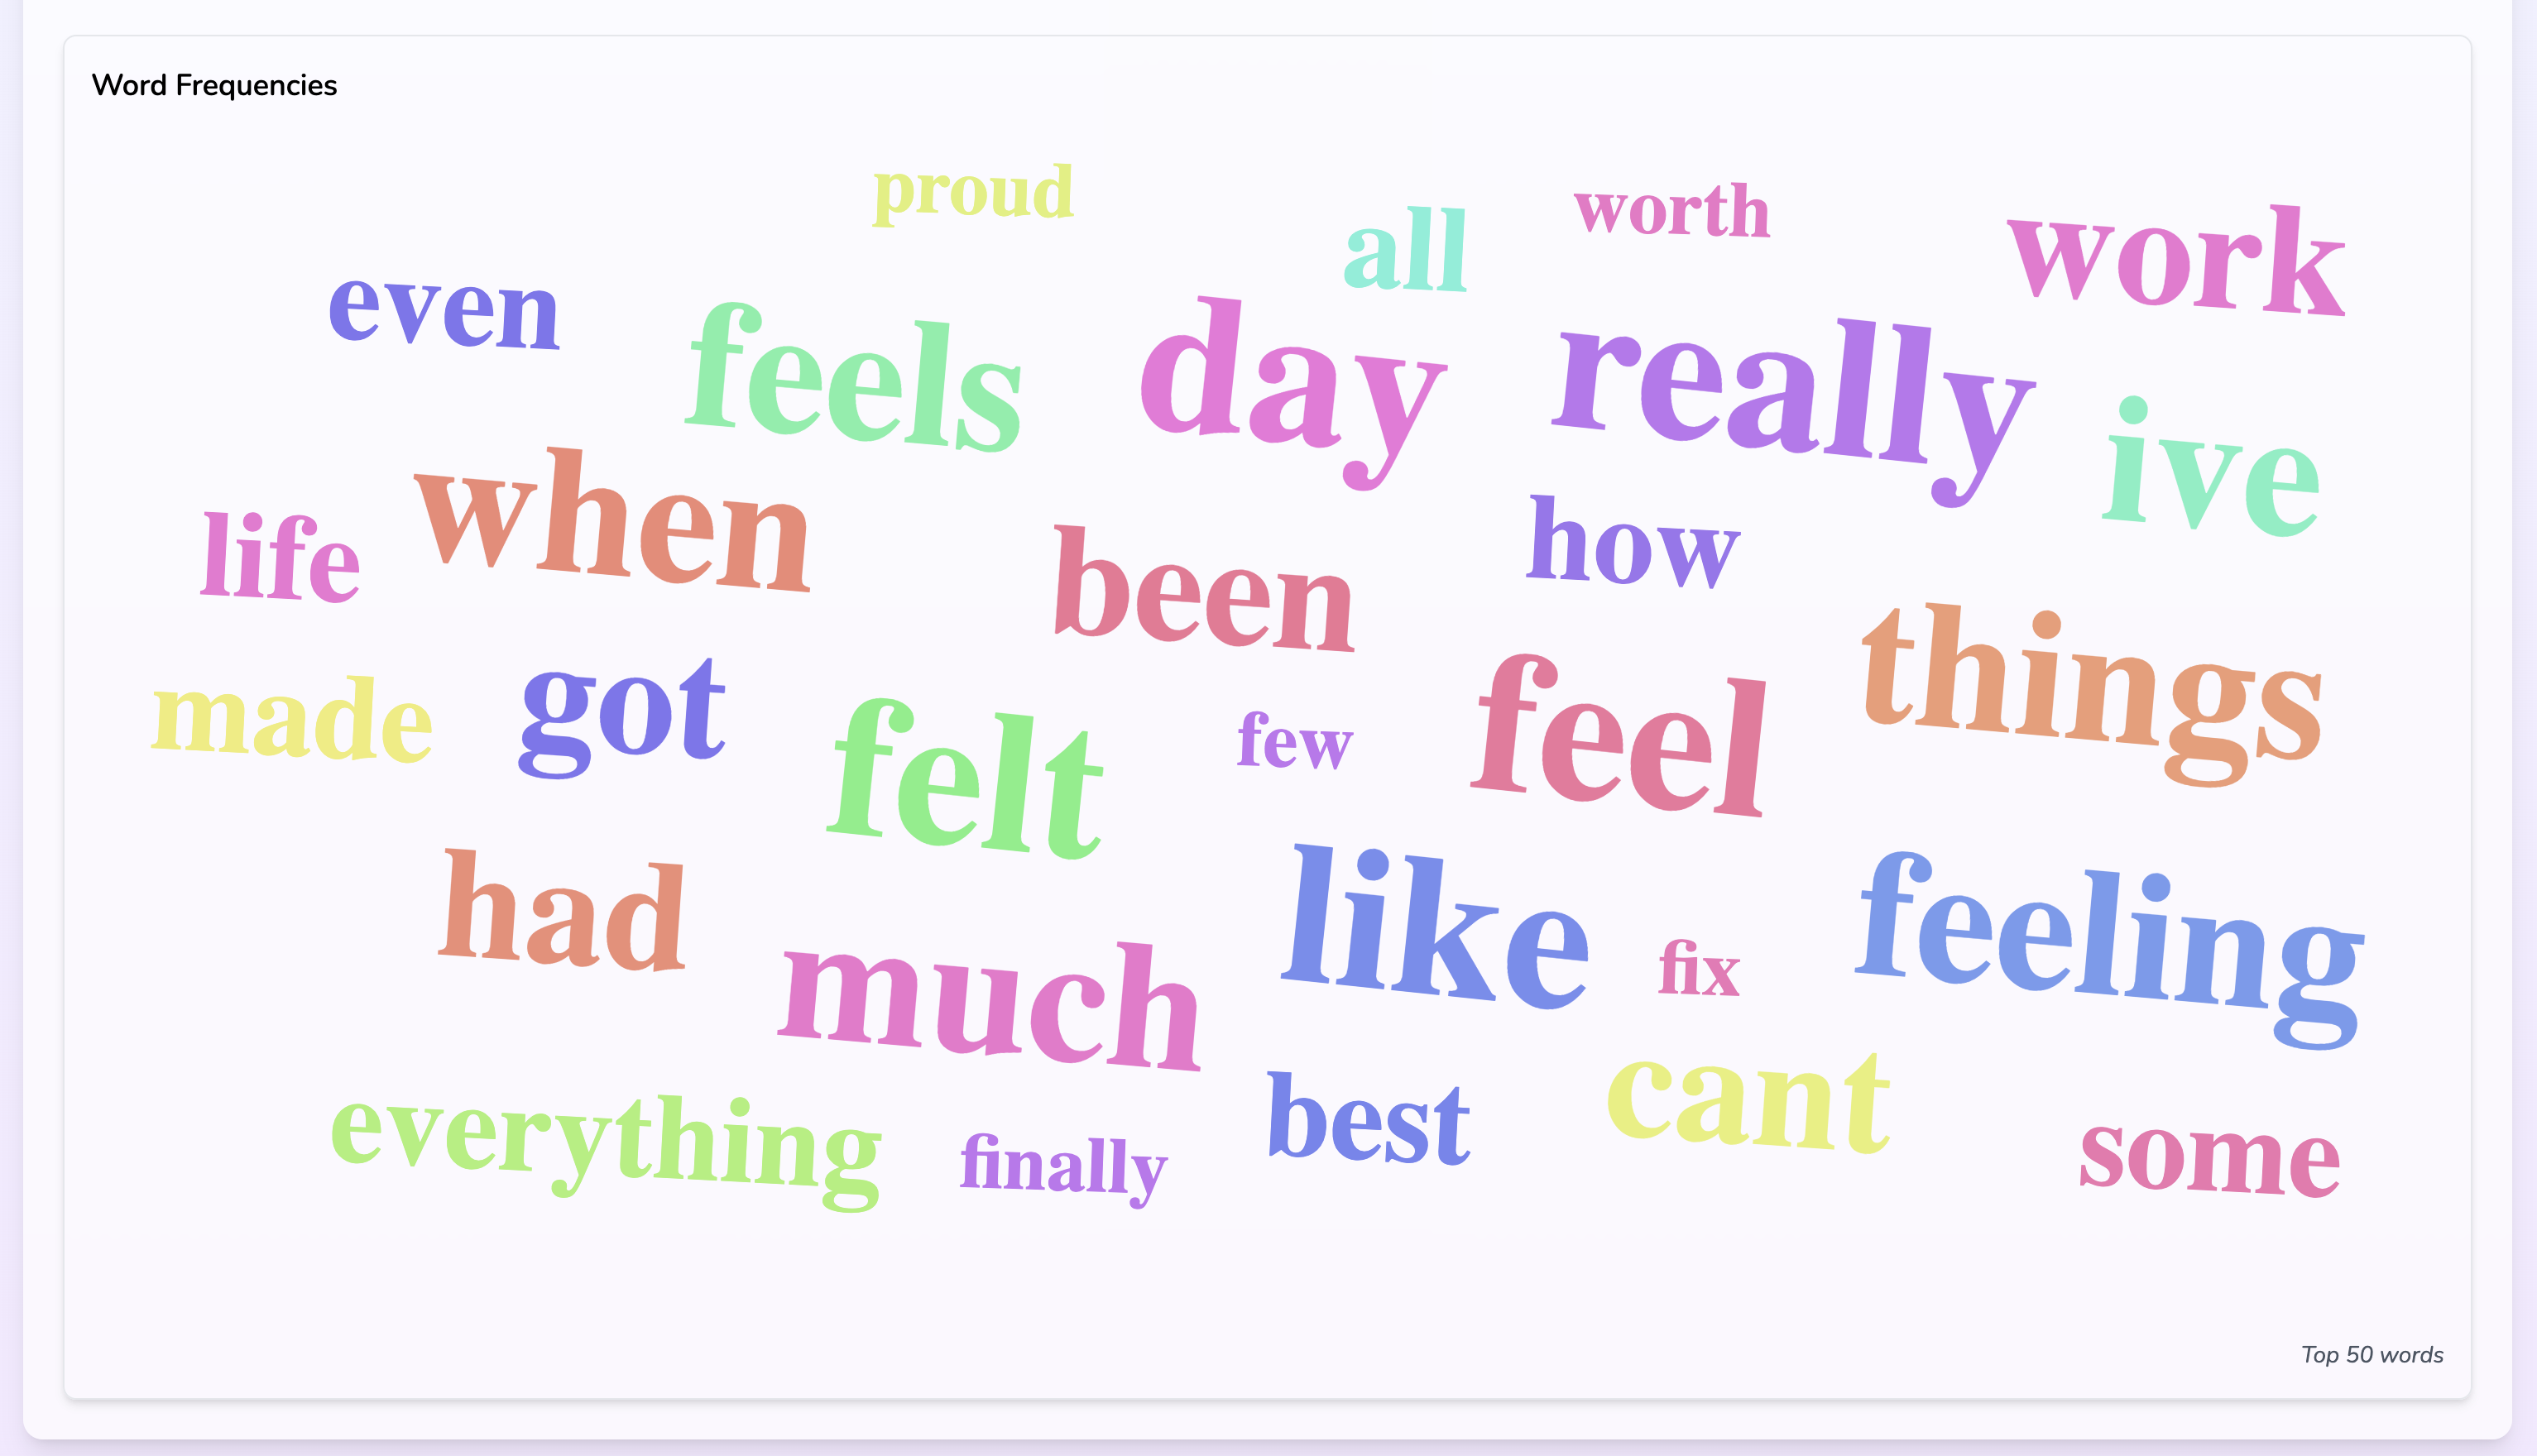 Word Frequencies
proud
all
worth
work
even
feels
day
really
ive
when
life
been
how
things
made
got
felt
few
feel
had
much
like
fix
feeling
everything
finally
best
cant
some
Top 50 words